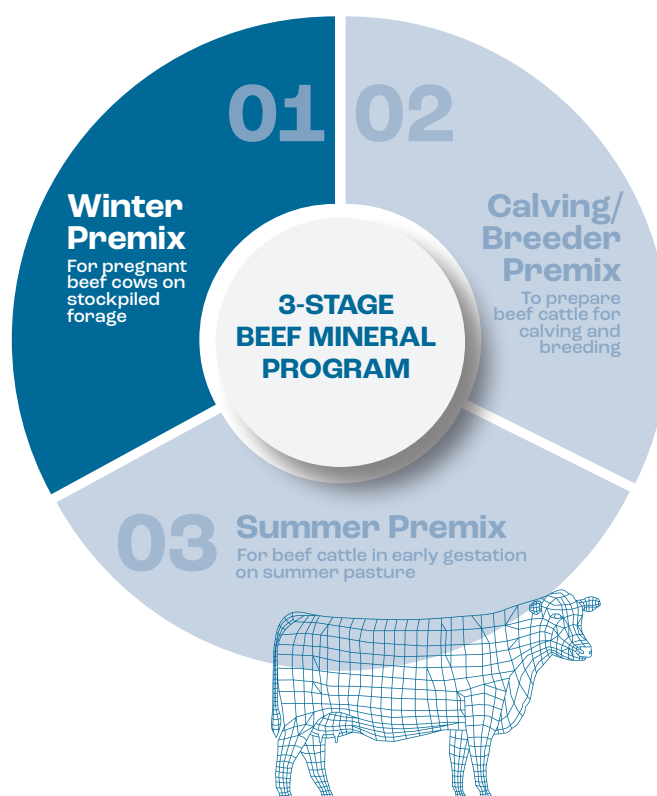 01
Winter
Premix
For pregnant
beef cows on
stockpiled
forage
02
Calving/
Breeder
Premix
To prepare
beef cattle for
calving and
breeding
3-STAGE
BEEF MINERAL
PROGRAM
03
Summer Premix
For beef cattle in early gestation
on summer pasture